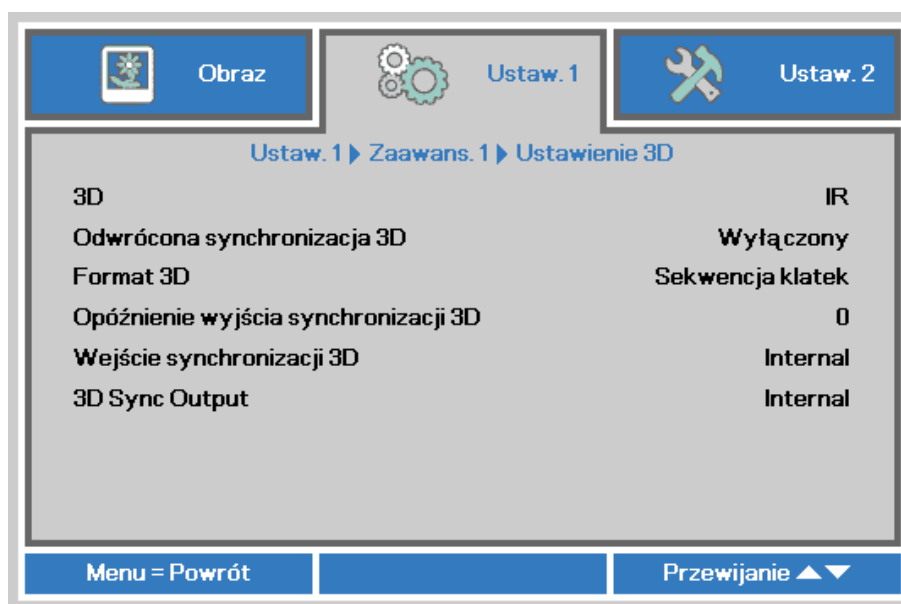 Obraz Ustaw. 1 Ustaw. 2
Ustaw. 1 Zaawans. 1 Ustawienie 3D
3D IR
Odwrócona synchronizacja 3D Wyłączony
Format 3D Sekwencja klatek
Opóźnienie wyjścia synchronizacji 3D 0
Wejście synchronizacji 3D Internal
3D Sync Output Internal
Menu = Powrót Przewijanie